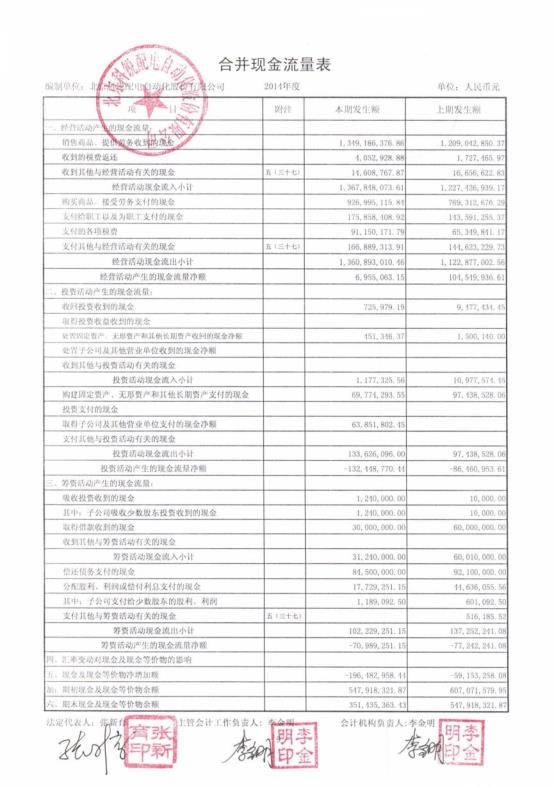 合并现金流量表
编制单位：北京科锐配电自动化股份有限公司 2014年度 单位：人民币元
项 目 附注 本期发生额 上期发生额
一、经营活动产生的现金流量：
销售商品、提供劳务收到的现金 1,349,186,376.86 1,209,042,850.37
收到的税费返还 4,052,928.88 1,727,465.97
收到其他与经营活动有关的现金 五(三十七) 14,608,767.87 16,656,622.83
经营活动现金流入小计 1,367,848,073.61 1,227,436,939.17
购买商品、接受劳务支付的现金 926,995,115.84 769,312,676.29
支付给职工以及为职工支付的现金 175,858,408.92 143,591,255.37
支付的各项税费 91,150,171.79 65,349,841.17
支付其他与经营活动有关的现金 五(三十七) 166,889,313.91 144,623,229.73
经营活动现金流出小计 1,360,893,010.46 1,122,877,002.56
经营活动产生的现金流量净额 6,955,063.15 104,549,936.61
二、投资活动产生的现金流量：
收回投资收到的现金 725,979.19 9,477,434.45
取得投资收益收到的现金
处置固定资产、无形资产和其他长期资产收回的现金净额 451,346.37 1,500,140.00
处置子公司及其他营业单位收到的现金净额
收到其他与投资活动有关的现金
投资活动现金流入小计 1,177,325.56 10,977,574.45
购建固定资产、无形资产和其他长期资产支付的现金 69,774,293.55 97,438,528.06
投资支付的现金
取得子公司及其他营业单位支付的现金净额 63,851,802.45
支付其他与投资活动有关的现金
投资活动现金流出小计 133,626,096.00 97,438,528.06
投资活动产生的现金流量净额 -132,448,770.44 -86,460,953.61
三、筹资活动产生的现金流量：
吸收投资收到的现金 1,240,000.00 10,000.00
其中：子公司吸收少数股东投资收到的现金 1,240,000.00 10,000.00
取得借款收到的现金 30,000,000.00 60,000,000.00
收到其他与筹资活动有关的现金
筹资活动现金流入小计 31,240,000.00 60,010,000.00
偿还债务支付的现金 84,500,000.00 92,100,000.00
分配股利、利润或偿付利息支付的现金 17,729,251.15 44,636,055.56
其中：子公司支付给少数股东的股利、利润 1,189,092.50 601,092.50
支付其他与筹资活动有关的现金 五(三十七) 516,185.52
筹资活动现金流出小计 102,229,251.15 137,252,241.08
筹资活动产生的现金流量净额 -70,989,251.15 -77,242,241.08
四、汇率变动对现金及现金等价物的影响
五、现金及现金等价物净增加额 -196,482,958.44 -59,153,258.08
加：期初现金及现金等价物余额 547,918,321.87 607,071,579.95
六、期末现金及现金等价物余额 351,435,363.43 547,918,321.87
法定代表人：张新育 主管会计工作负责人：李金明 会计机构负责人：李金明
张新育印
李金明印
李金明印